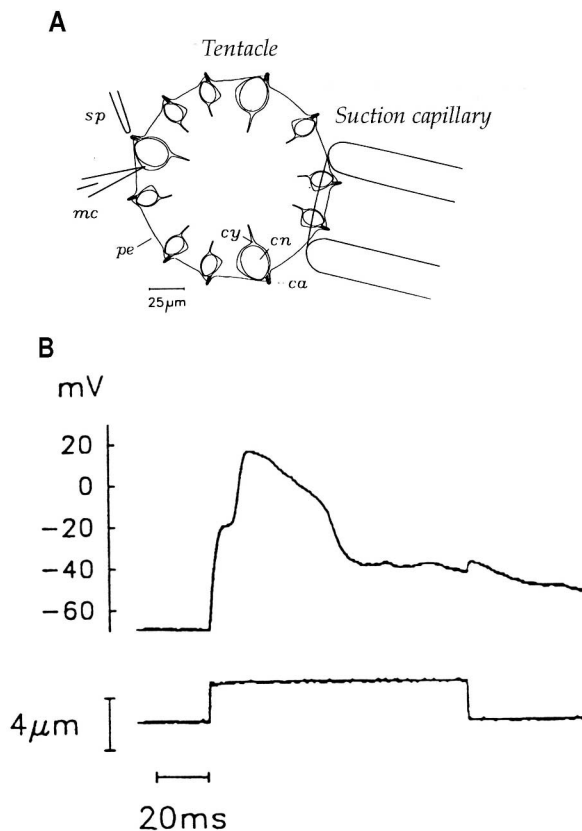 A
Tentacle
sp
Suction capillary
mc
cy
cn
pe
ca
25µm
B
mV
20
0
−20
−40
−60
4µm
20ms